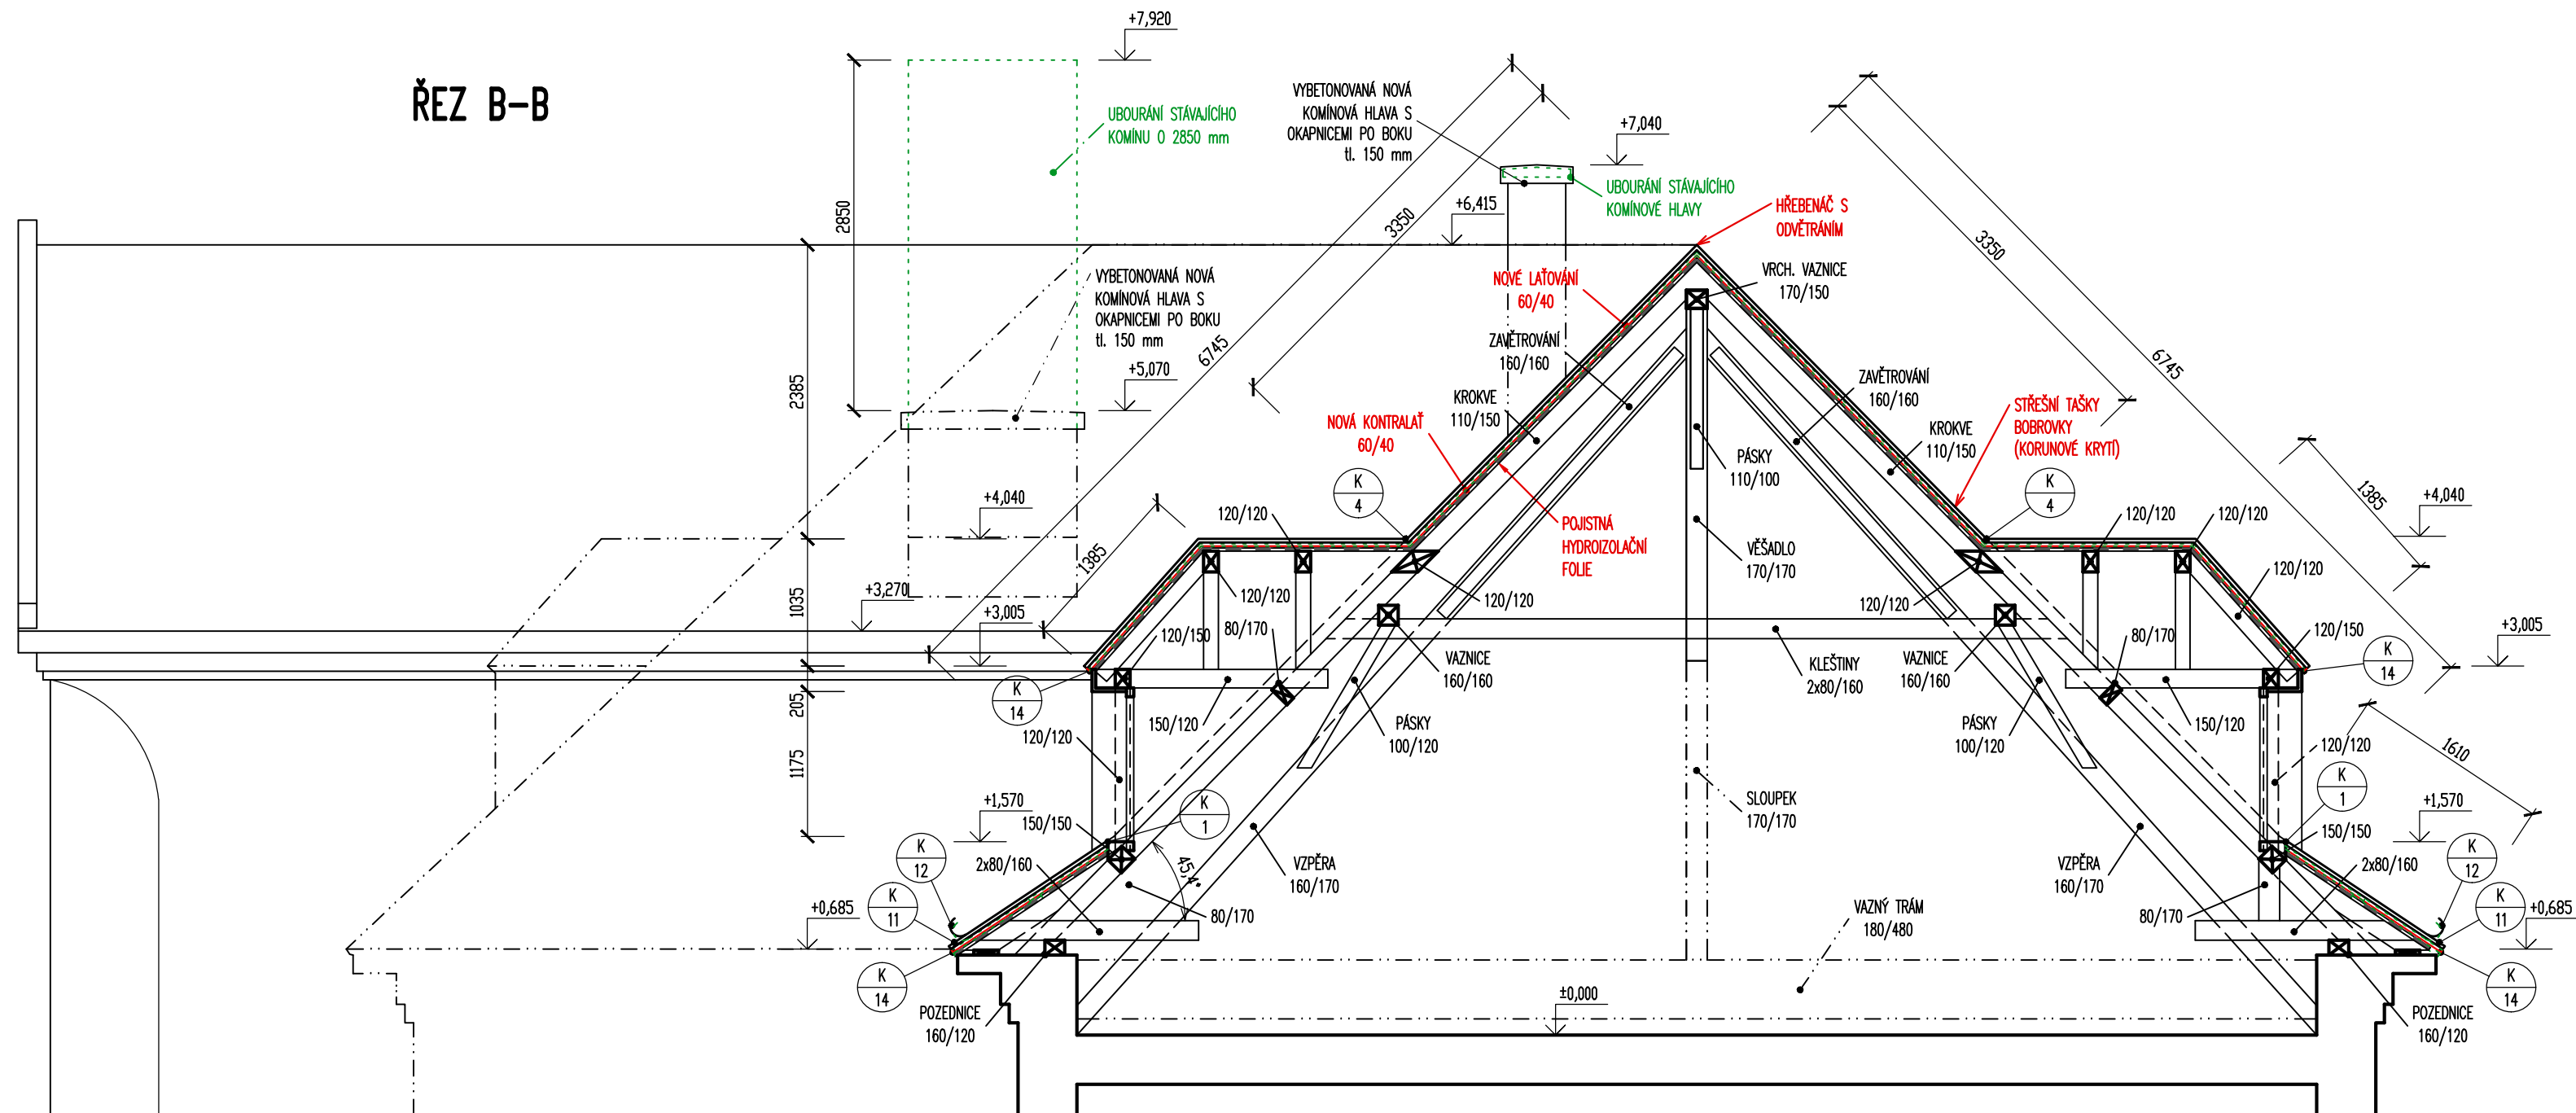 ŘEZ B-B
+7,920
UBOURÁNÍ STÁVAJÍCÍHO
KOMÍNU O 2850 mm
2850
VYBETONOVANÁ NOVÁ
KOMÍNOVÁ HLAVA S
OKAPNICEMI PO BOKU
tl. 150 mm
+7,040
UBOURÁNÍ STÁVAJÍCÍHO
KOMÍNOVÉ HLAVY
+6,415
HŘEBENÁČ S
ODVĚTRÁNÍM
3350
6745
3350
6745
VYBETONOVANÁ NOVÁ
KOMÍNOVÁ HLAVA S
OKAPNICEMI PO BOKU
tl. 150 mm
+5,070
NOVÉ LAŤOVÁNÍ
60/40
VRCH. VAZNICE
170/150
ZAVĚTROVÁNÍ
160/160
KROKVE
110/150
NOVÁ KONTRALAŤ
60/40
ZAVĚTROVÁNÍ
160/160
KROKVE
110/150
STŘEŠNÍ TAŠKY
BOBROVKY
(KORUNOVÉ KRYTÍ)
PÁSKY
110/100
2385
1035
205
1175
K
4
K
4
+4,040
+4,040
1385
1385
120/120
120/120
120/120
POJISTNÁ
HYDROIZOLAČNÍ
FOLIE
VĚŠADLO
170/170
120/120
120/120
120/120
120/120
120/120
+3,270
+3,005
+3,005
120/150
80/170
80/170
120/150
VAZNICE
160/160
KLEŠTINY
2x80/160
VAZNICE
160/160
K
14
K
14
150/120
PÁSKY
100/120
PÁSKY
100/120
150/120
120/120
120/120
1610
+1,570
+1,570
K
1
K
1
150/150
150/150
SLOUPEK
170/170
K
12
K
12
2x80/160
2x80/160
45,4°
VZPĚRA
160/170
VZPĚRA
160/170
K
11
K
11
+0,685
+0,685
80/170
80/170
VAZNÝ TRÁM
180/480
K
14
K
14
±0,000
POZEDNICE
160/120
POZEDNICE
160/120